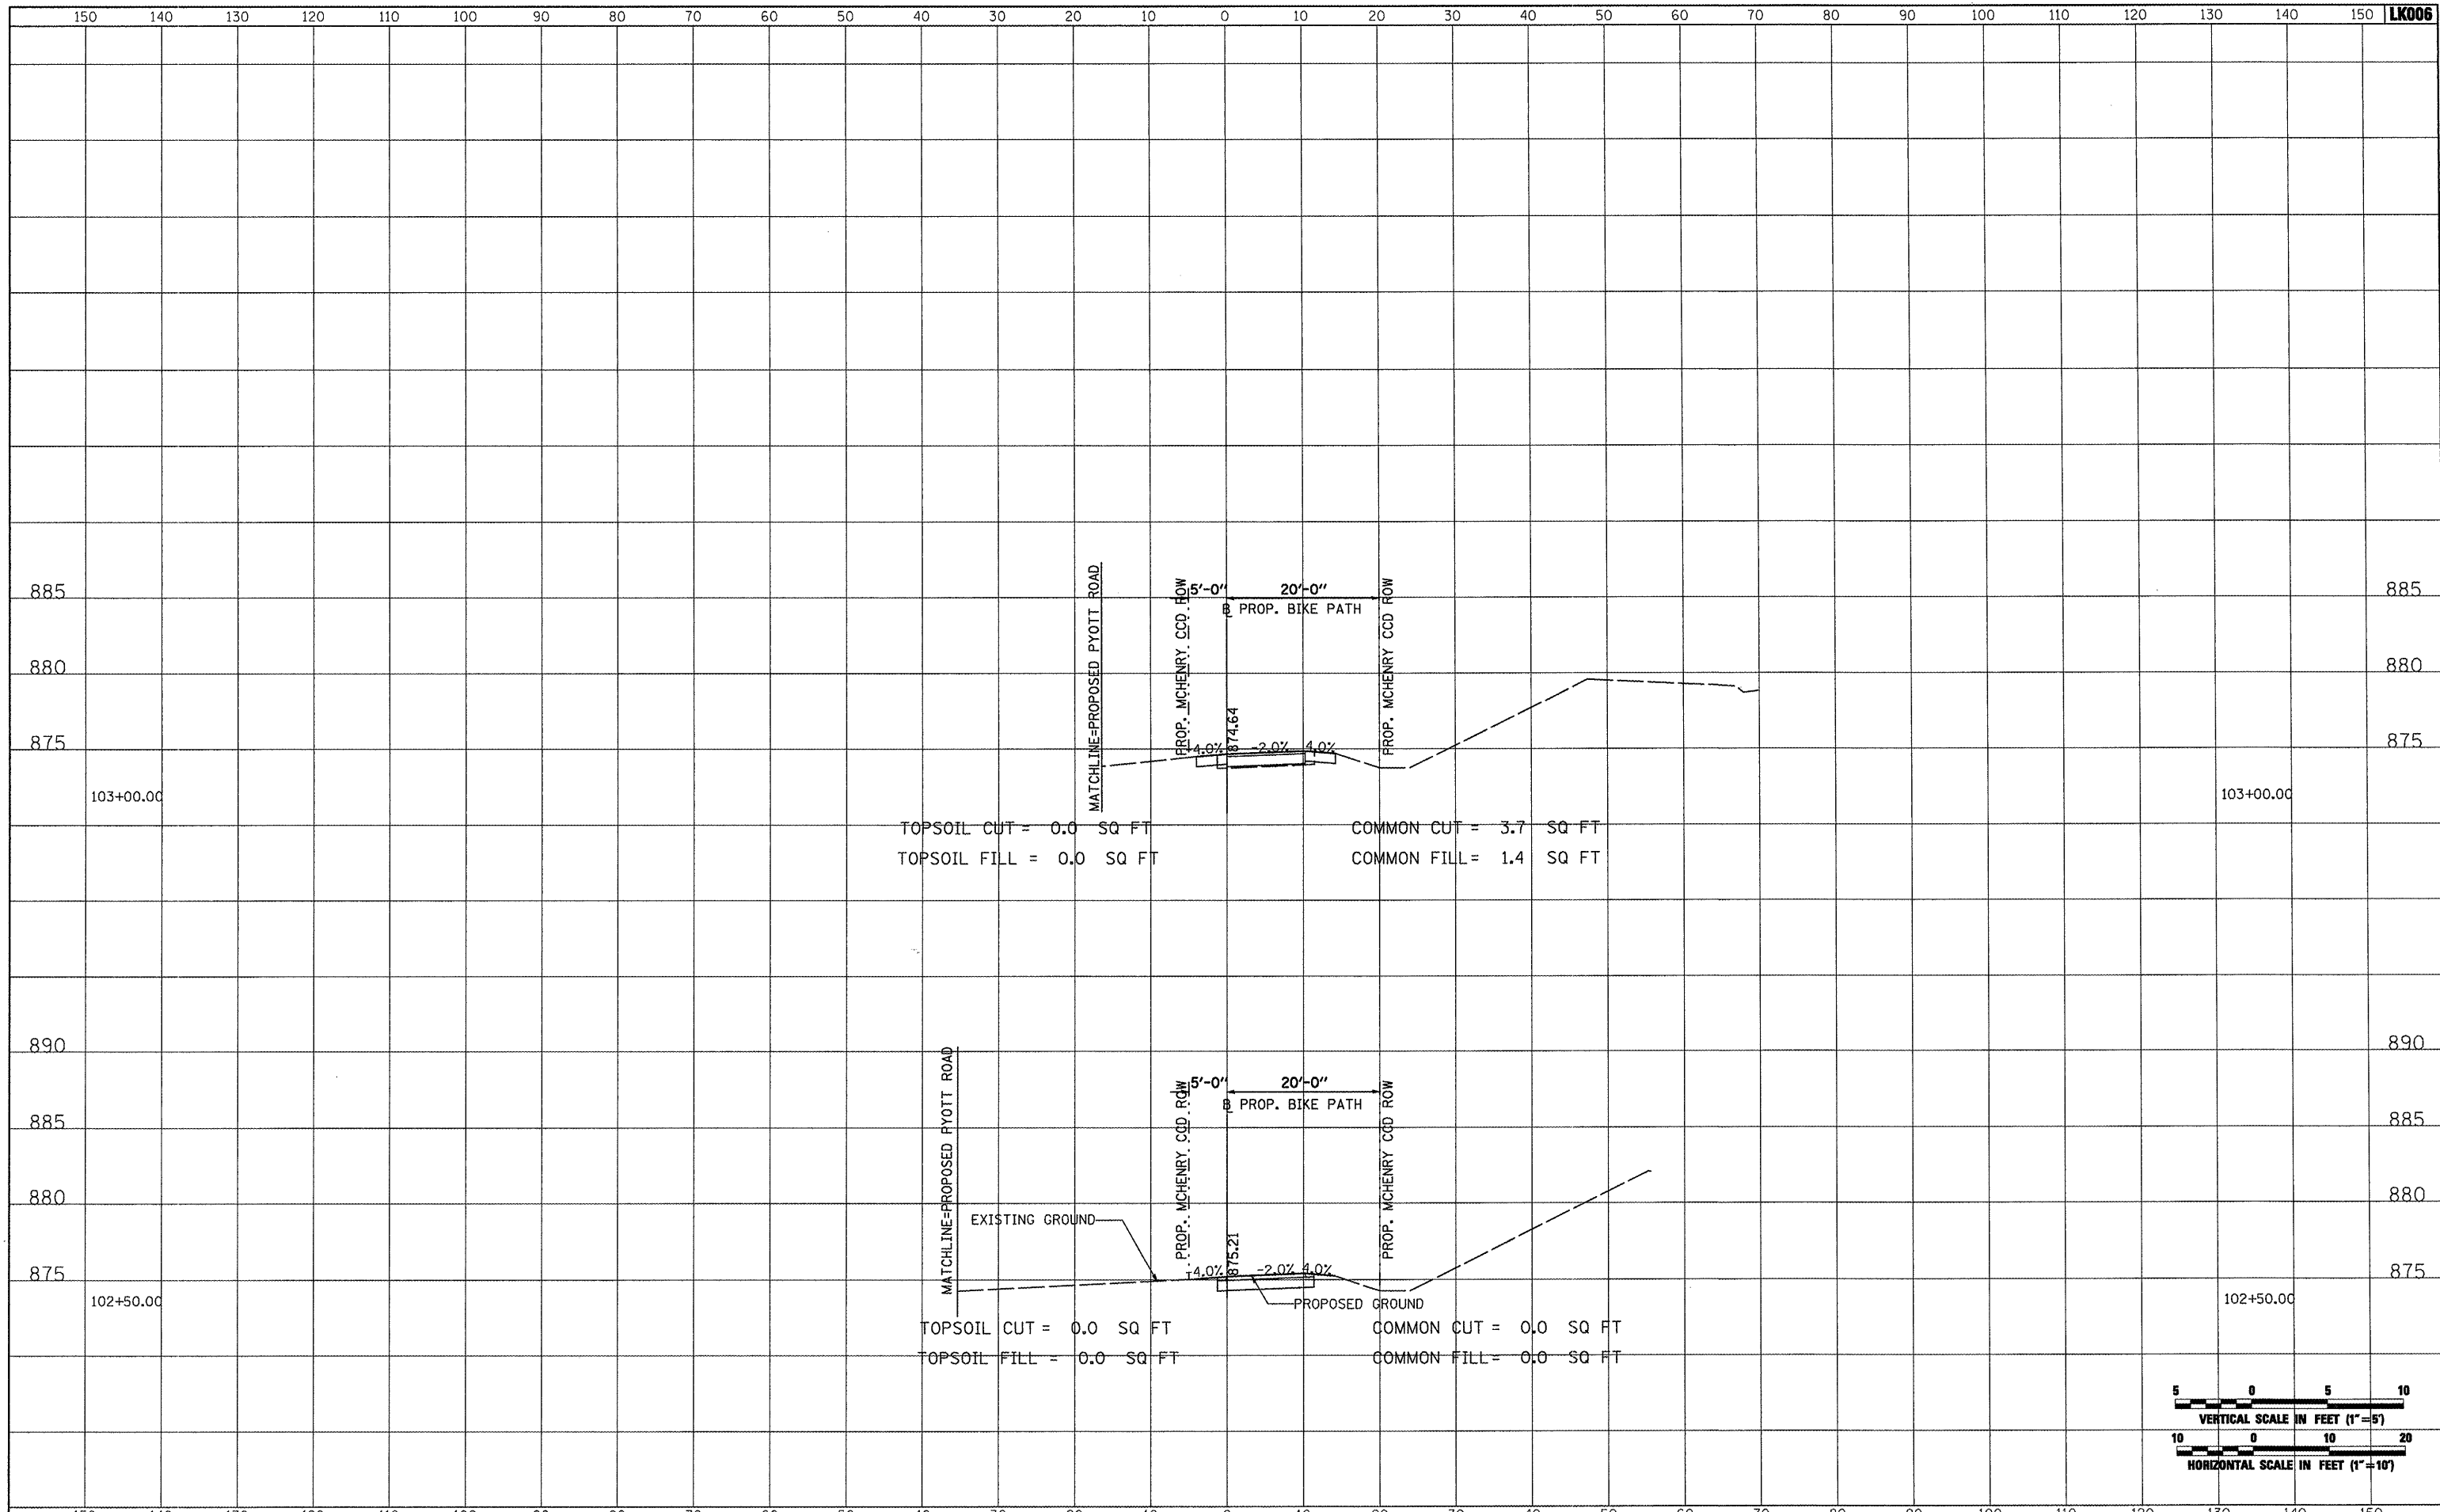 150 140 130 120 110 100 90 80 70 60 50 40 30 20 10 0 10 20 30 40 50 60 70 80 90 100 110 120 130 140 150 LK006
MATCHLINE=PROPOSED PYOTT ROAD
PROP. MCHENRY CCD ROW
5'-0" 20'-0"
PROP. BIKE PATH
PROP. MCHENRY CCD ROW
885 885
880 880
874.64
875 4.0% -2.0% 4.0% 875
103+00.00 103+00.00
TOPSOIL CUT = 0.0 SQ FT COMMON CUT = 3.7 SQ FT
TOPSOIL FILL = 0.0 SQ FT COMMON FILL= 1.4 SQ FT
890 890
MATCHLINE=PROPOSED PYOTT ROAD
PROP. MCHENRY CCD ROW
5'-0" 20'-0"
PROP. BIKE PATH
PROP. MCHENRY CCD ROW
885 885
880 880
EXISTING GROUND
875.21
875 4.0% -2.0% 4.0% 875
PROPOSED GROUND
102+50.00 102+50.00
TOPSOIL CUT = 0.0 SQ FT COMMON CUT = 0.0 SQ FT
TOPSOIL FILL = 0.0 SQ FT COMMON FILL= 0.0 SQ FT
5 0 5 10
VERTICAL SCALE IN FEET (1"=5')
10 0 10 20
HORIZONTAL SCALE IN FEET (1"=10')